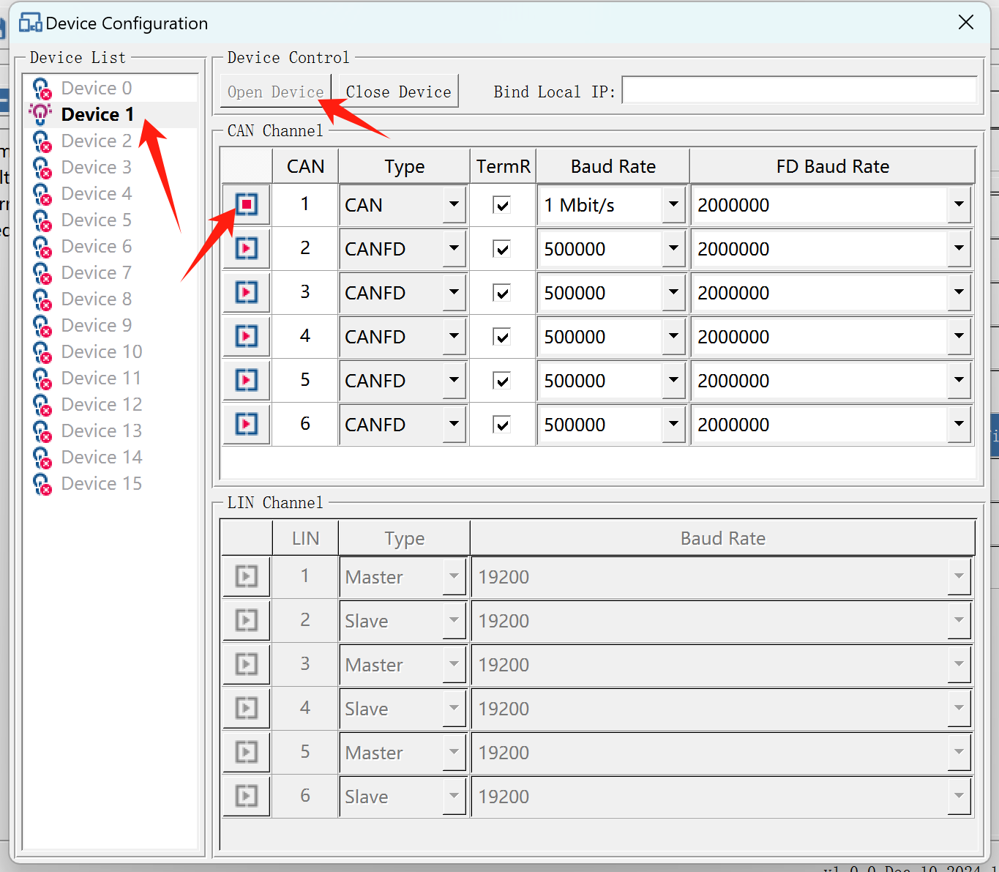 Device Configuration
Device List
Device 0
Device 1
Device 2
Device 3
Device 4
Device 5
Device 6
Device 7
Device 8
Device 9
Device 10
Device 11
Device 12
Device 13
Device 14
Device 15
Device Control
Open Device Close Device Bind Local IP:
CAN Channel
CAN Type TermR Baud Rate FD Baud Rate
1 CAN 1 Mbit/s 2000000
2 CANFD 500000 2000000
3 CANFD 500000 2000000
4 CANFD 500000 2000000
5 CANFD 500000 2000000
6 CANFD 500000 2000000
LIN Channel
LIN Type Baud Rate
1 Master 19200
2 Slave 19200
3 Master 19200
4 Slave 19200
5 Master 19200
6 Slave 19200